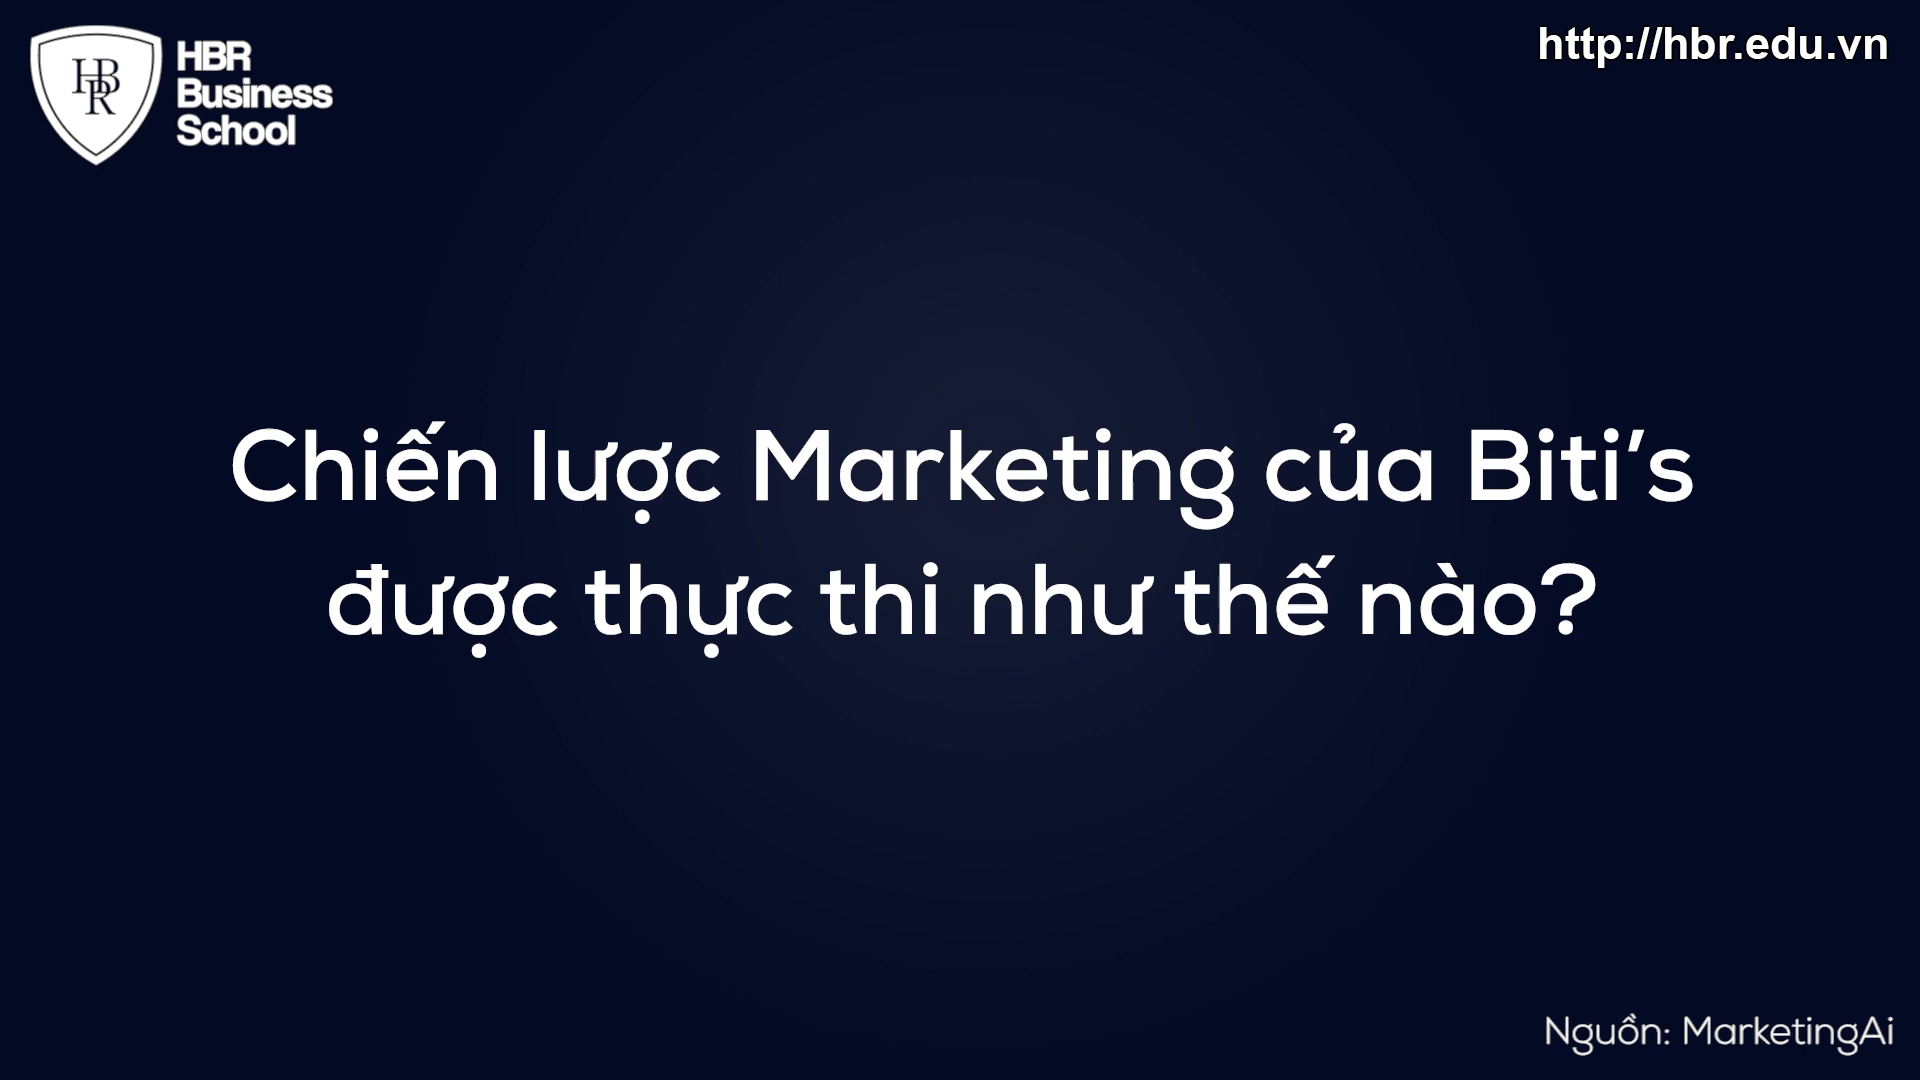 HBR
Business
School
HBR
http://hbr.edu.vn
Chiến lược Marketing của Biti’s
được thực thi như thế nào?
Nguồn: MarketingAi